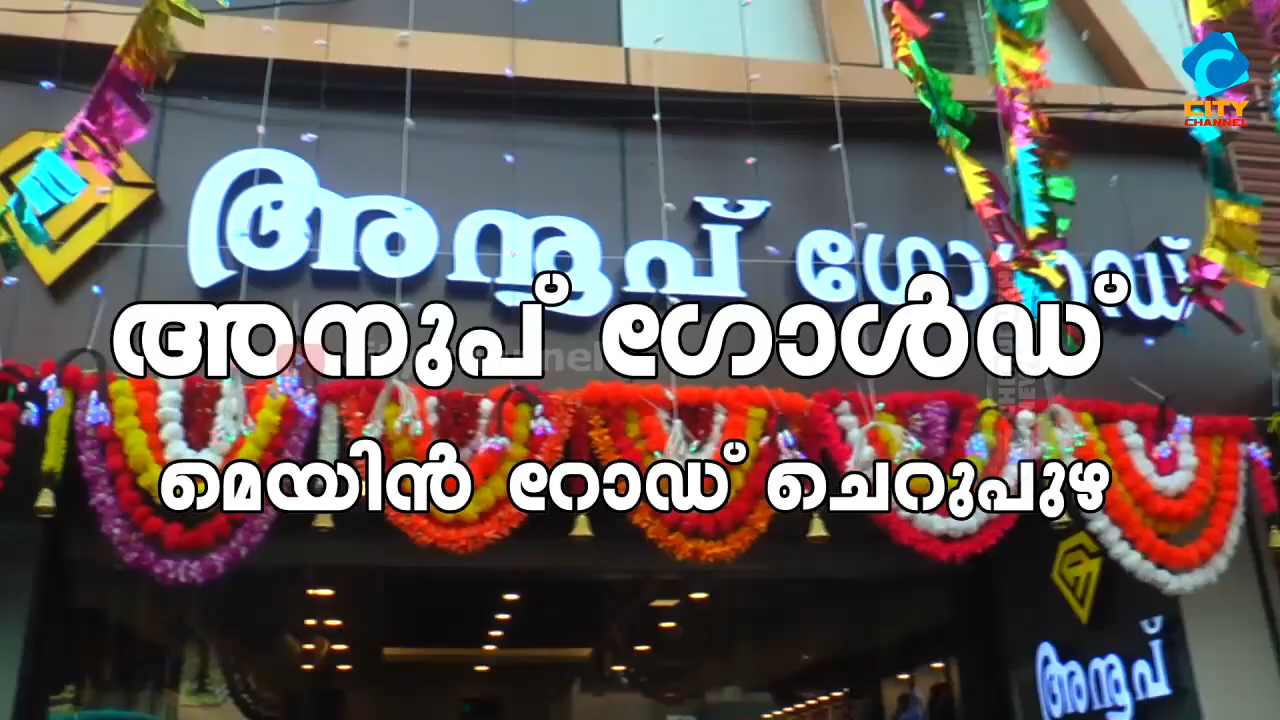 CITY
CHANNEL
അനൂപ് ഗോൾഡ്
അനുപ് ഗോൾഡ്
മെയിൻ റോഡ് ചെറുപുഴ
അനൂപ്